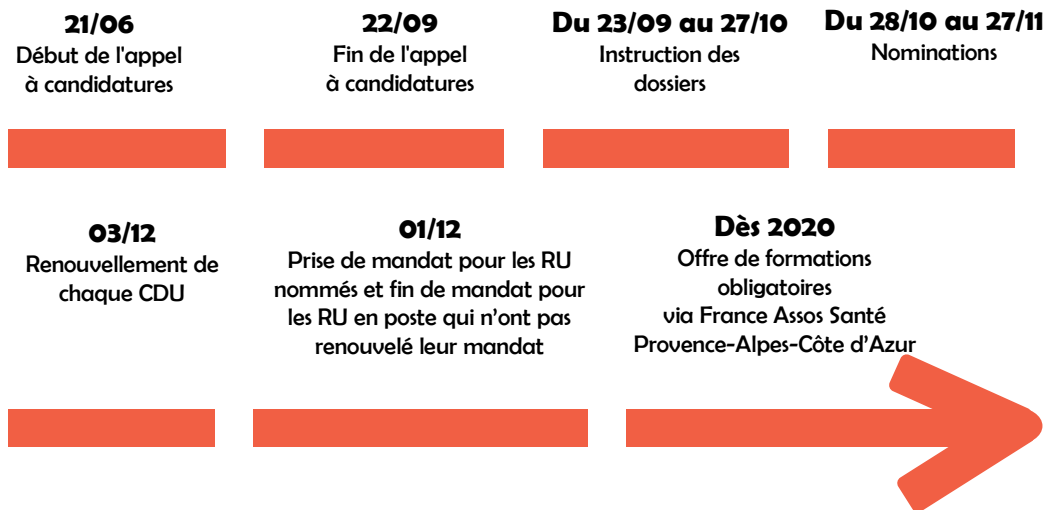 21/06
Début de l'appel
à candidatures
22/09
Fin de l'appel
à candidatures
Du 23/09 au 27/10
Instruction des
dossiers
Du 28/10 au 27/11
Nominations
03/12
Renouvellement de
chaque CDU
01/12
Prise de mandat pour les RU
nommés et fin de mandat pour
les RU en poste qui n'ont pas
renouvelé leur mandat
Dès 2020
Offre de formations
obligatoires
via France Assos Santé
Provence-Alpes-Côte d'Azur